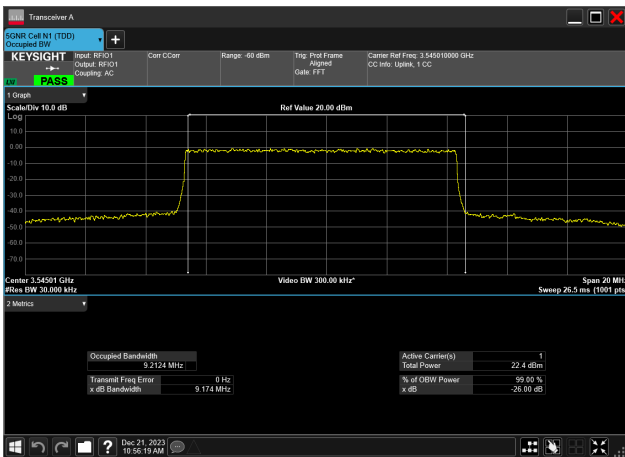 Transceiver A
5GNR Cell N1 (TDD)
Occupied BW
KEYSIGHT
PASS
Input: RFIO1
Output: RFIO1
Coupling: AC
Corr CCorr
Range: -60 dBm
Trig: Prot Frame
Aligned
Gate: FFT
Carrier Ref Freq: 3.545010000 GHz
CC Info: Uplink, 1 CC
1 Graph
Scale/Div 10.0 dB
Ref Value 20.00 dBm
Log
10.0
0.00
-10.0
-20.0
-30.0
-40.0
-50.0
-60.0
-70.0
Center 3.54501 GHz
Video BW 300.00 kHz*
Span 20 MHz
#Res BW 30.000 kHz
Sweep 26.5 ms (1001 pts
2 Metrics
Occupied Bandwidth
9.2124 MHz
Active Carrier(s) 1
Total Power 22.4 dBm
Transmit Freq Error 0 Hz
x dB Bandwidth 9.174 MHz
% of OBW Power 99.00 %
x dB -26.00 dB
Dec 21, 2023
10:56:19 AM